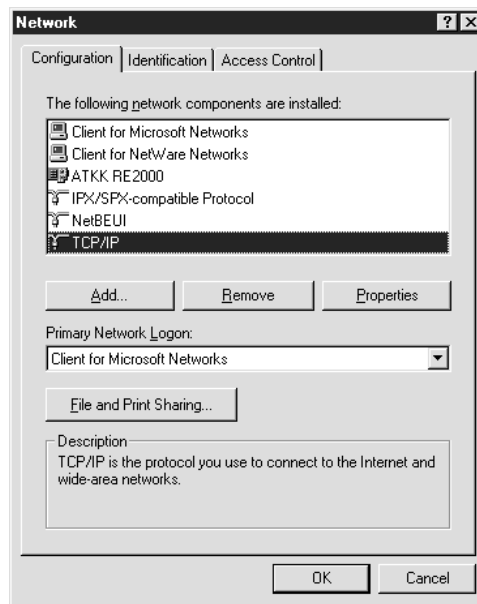 Network
Configuration
Identification
Access Control
The following network components are installed:
Client for Microsoft Networks
Client for NetWare Networks
ATKK RE2000
IPX/SPX-compatible Protocol
NetBEUI
TCP/IP
Add...
Remove
Properties
Primary Network Logon:
Client for Microsoft Networks
File and Print Sharing...
Description
TCP/IP is the protocol you use to connect to the Internet and
wide-area networks.
OK
Cancel